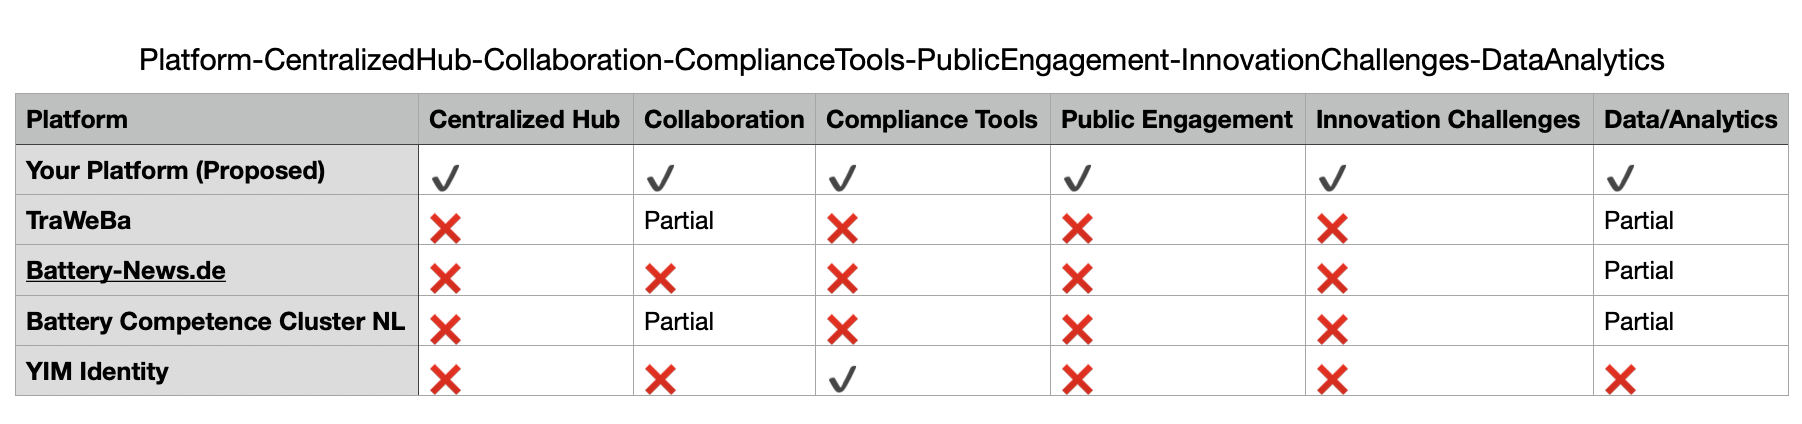 Platform-CentralizedHub-Collaboration-ComplianceTools-PublicEngagement-InnovationChallenges-DataAnalytics
Platform Centralized Hub Collaboration Compliance Tools Public Engagement Innovation Challenges Data/Analytics
Your Platform (Proposed) ✔ ✔ ✔ ✔ ✔ ✔
TraWeBa ❌ Partial ❌ ❌ ❌ Partial
Battery-News.de ❌ ❌ ❌ ❌ ❌ Partial
Battery Competence Cluster NL ❌ Partial ❌ ❌ ❌ Partial
YIM Identity ❌ ❌ ✔ ❌ ❌ ❌